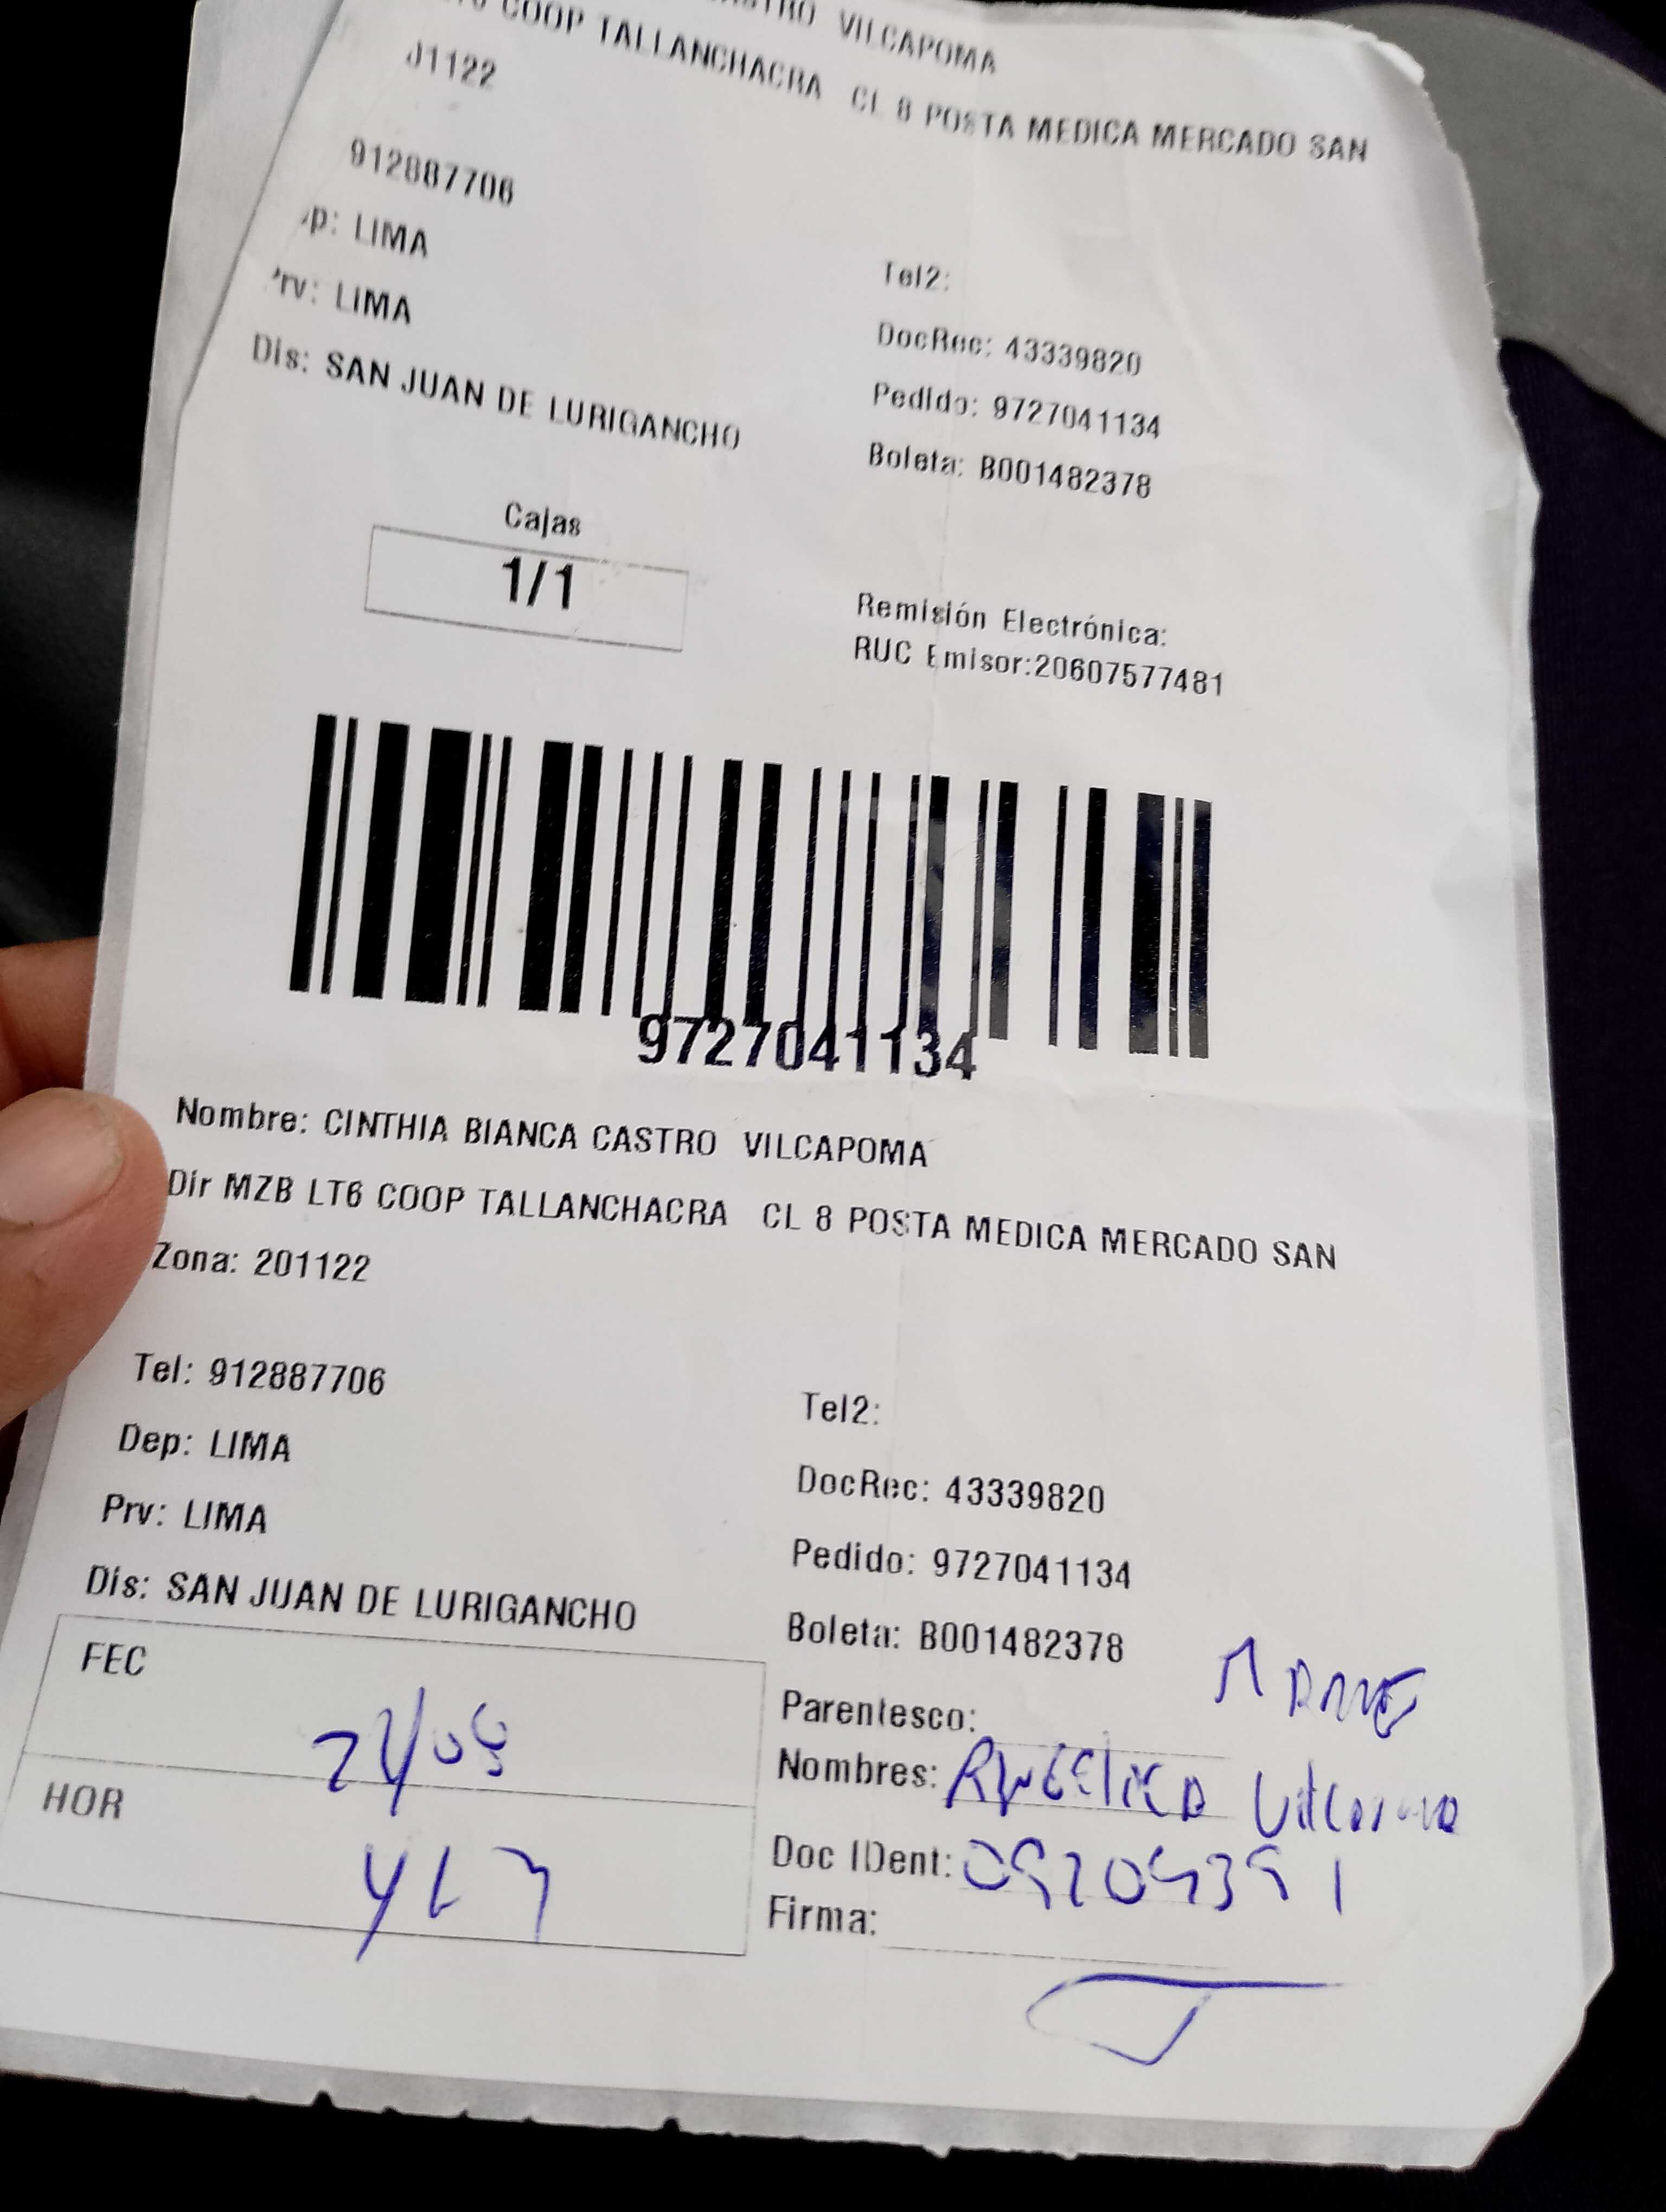 VILCAPOMA
COOP TALLANCHACRA CL 8 POSTA MEDICA MERCADO SAN
01122
912887706
p: LIMA
Prv: LIMA
Dis: SAN JUAN DE LURIGANCHO
Tel2:
DocRec: 43339820
Pedido: 9727041134
Boleta: B001482378
Cajas
1/1
Remisión Electrónica:
RUC Emisor:20607577481
9727041134
Nombre: CINTHIA BIANCA CASTRO VILCAPOMA
Dir MZB LT6 COOP TALLANCHACRA CL 8 POSTA MEDICA MERCADO SAN
Zona: 201122
Tel: 912887706
Dep: LIMA
Prv: LIMA
Dis: SAN JUAN DE LURIGANCHO
Tel2:
DocRec: 43339820
Pedido: 9727041134
Boleta: B001482378
FEC
HOR
Parentesco: MADRE
Nombres: ANGELICA Vilcapoma
Doc IDent:
Firma: